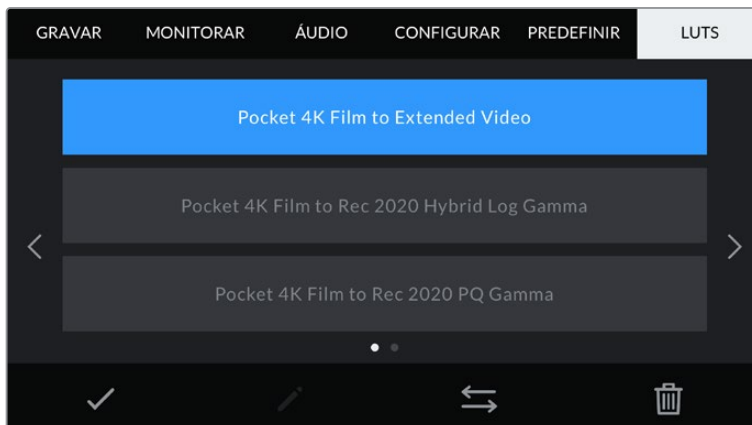 GRAVAR MONITORAR ÁUDIO CONFIGURAR PREDEFINIR LUTS
Pocket 4K Film to Extended Video
Pocket 4K Film to Rec 2020 Hybrid Log Gamma
Pocket 4K Film to Rec 2020 PQ Gamma